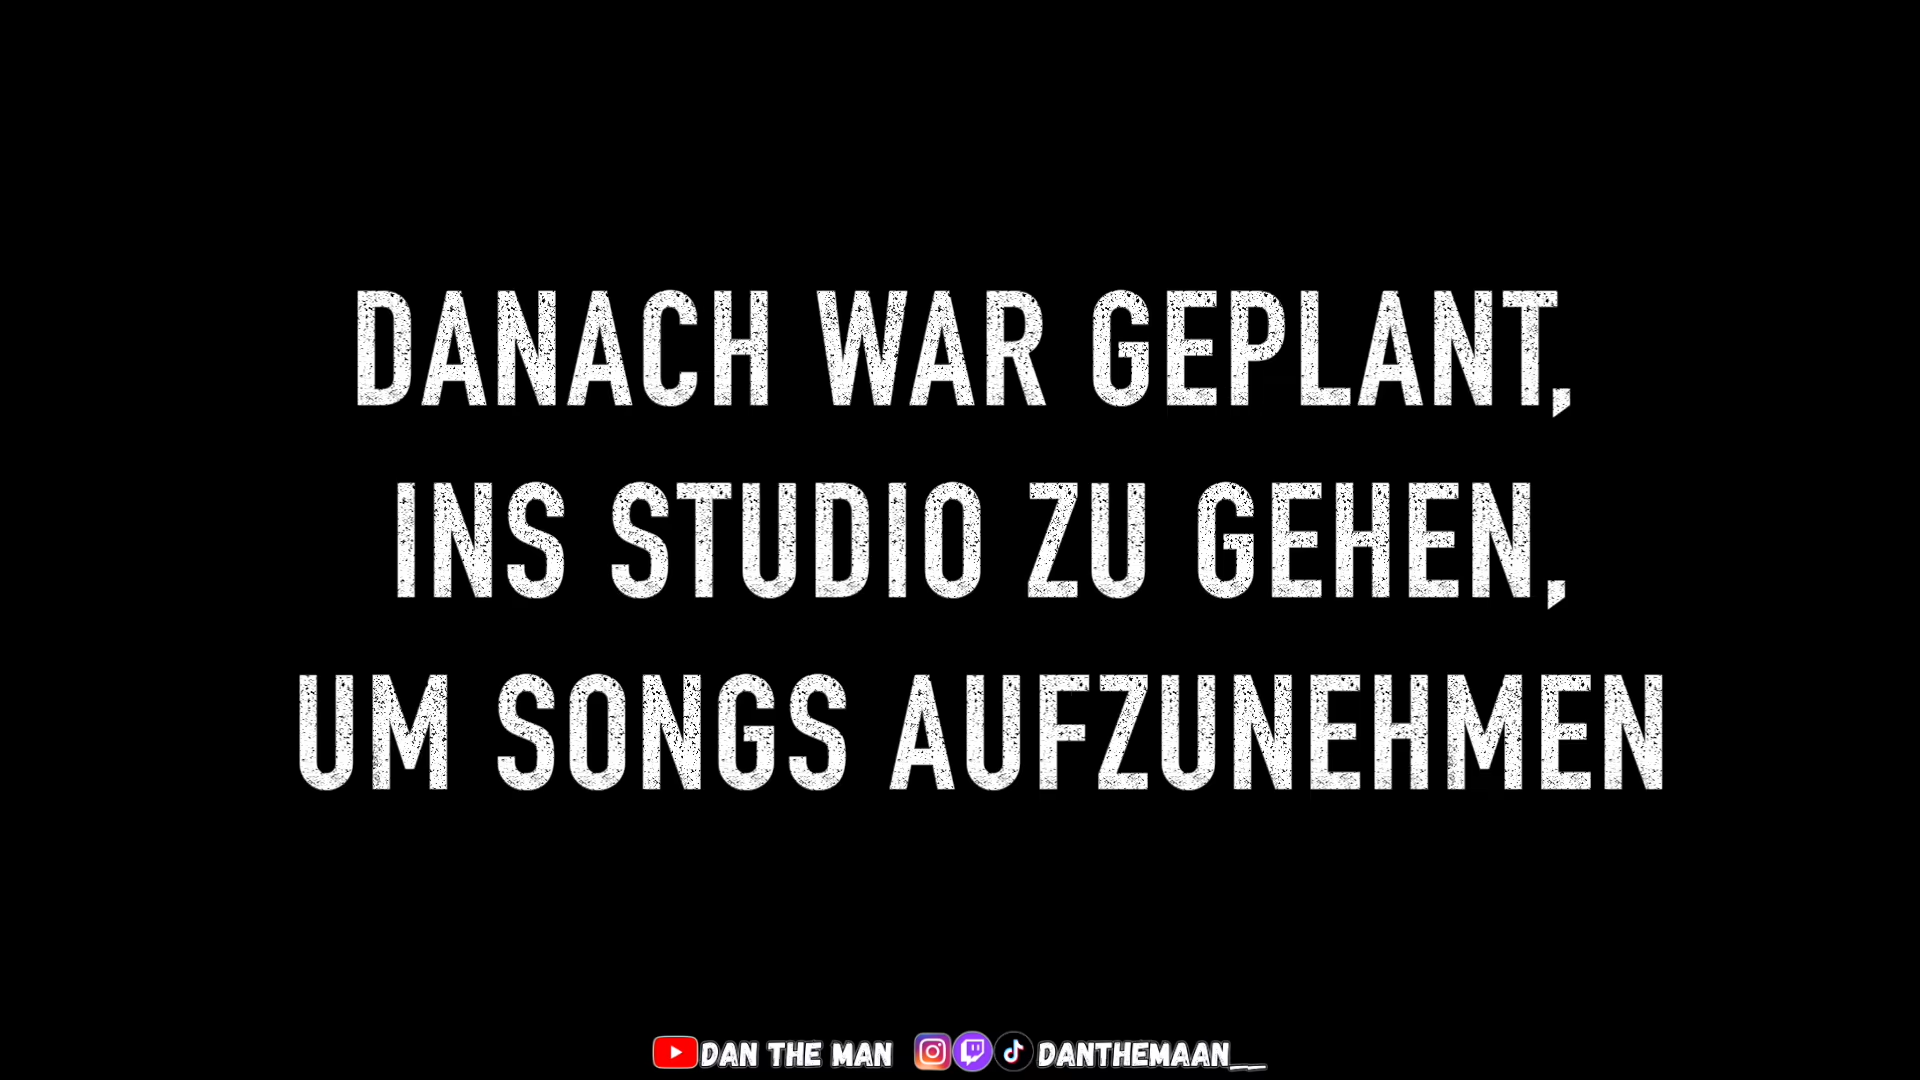 DANACH WAR GEPLANT,
INS STUDIO ZU GEHEN,
UM SONGS AUFZUNEHMEN
DAN THE MAN DANTHEMAAN__